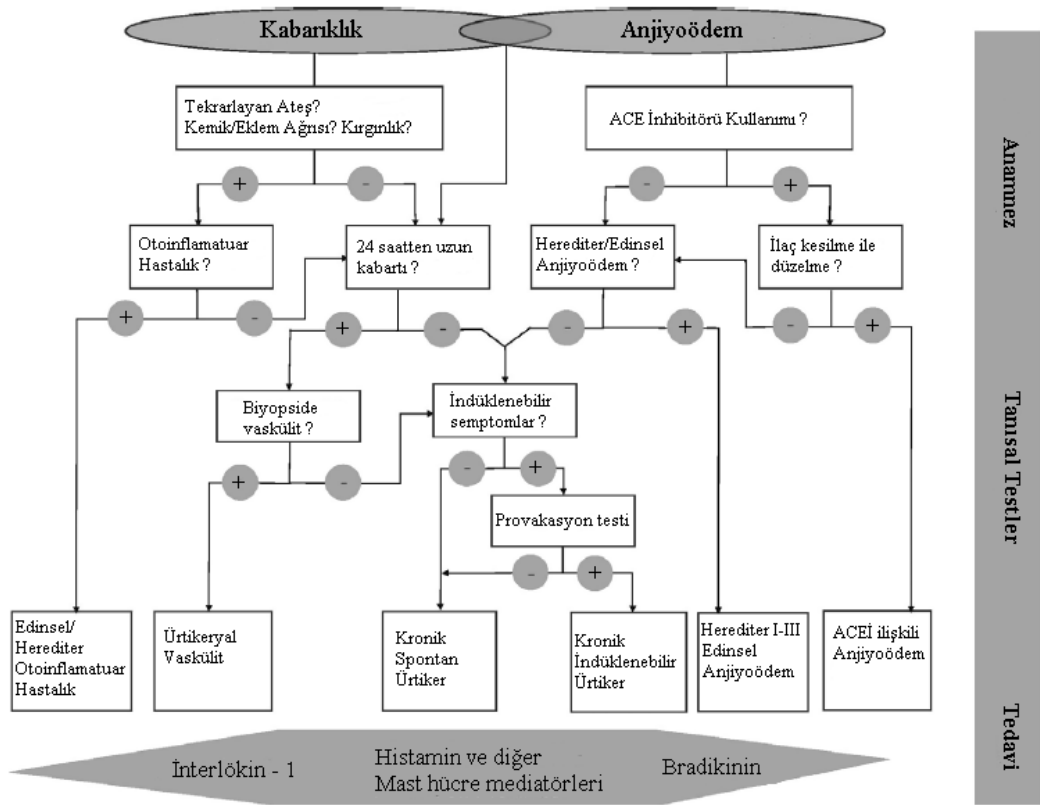 Kabarıklık
Anjiyoödem
Tekrarlayan Ateş?
Kemik/Eklem Ağrısı? Kırgınlık?
ACE İnhibitörü Kullanımı ?
+
-
-
+
Otoinflamatuar
Hastalık ?
24 saatten uzun
kabartı ?
Herediter/Edinsel
Anjiyoödem ?
İlaç kesilme ile
düzelme ?
+
-
+
-
-
+
-
+
Biyopside
vaskülit ?
İndüklenebilir
semptomlar ?
+
-
-
+
Provakasyon testi
-
+
Edinsel/
Herediter
Otoinflamatuar
Hastalık
Ürtikeryal
Vaskülit
Kronik
Spontan
Ürtiker
Kronik
İndüklenebilir
Ürtiker
Herediter I-III
Edinsel
Anjiyoödem
ACEİ ilişkili
Anjiyoödem
İnterlökin - 1
Histamin ve diğer
Mast hücre mediatörleri
Bradikinin
Anamnez
Tanısal Testler
Tedavi